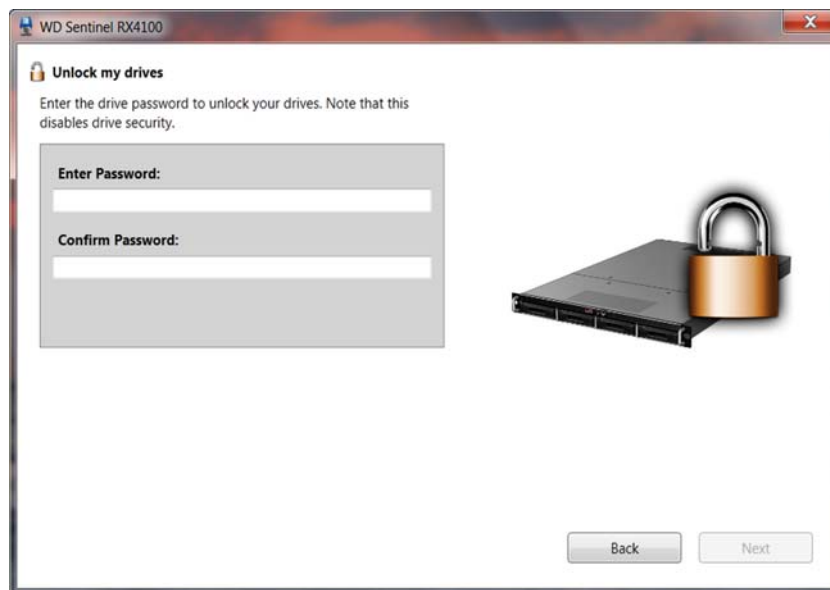 WD Sentinel RX4100
Unlock my drives
Enter the drive password to unlock your drives. Note that this
disables drive security.
Enter Password:
Confirm Password:
Back
Next